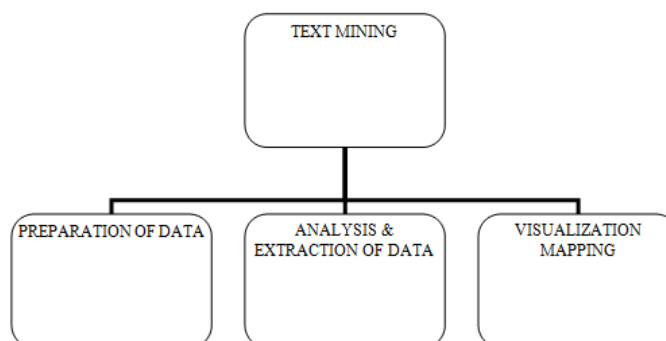 TEXT MINING
PREPARATION OF DATA
ANALYSIS &
EXTRACTION OF DATA
VISUALIZATION
MAPPING